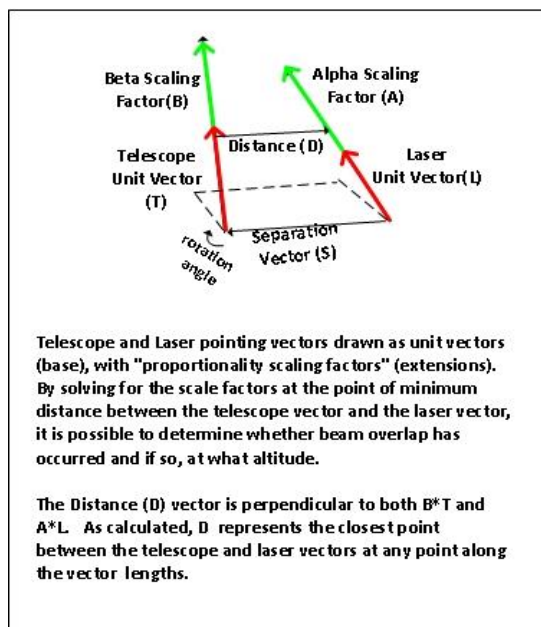 Beta Scaling
Factor(B)
Alpha Scaling
Factor (A)
Distance (D)
Telescope
Unit Vector
(T)
Laser
Unit Vector(L)
Separation
Vector (S)
rotation
angle
Telescope and Laser pointing vectors drawn as unit vectors
(base), with "proportionality scaling factors" (extensions).
By solving for the scale factors at the point of minimum
distance between the telescope vector and the laser vector,
it is possible to determine whether beam overlap has
occurred and if so, at what altitude.
The Distance (D) vector is perpendicular to both B*T and
A*L. As calculated, D represents the closest point
between the telescope and laser vectors at any point along
the vector lengths.